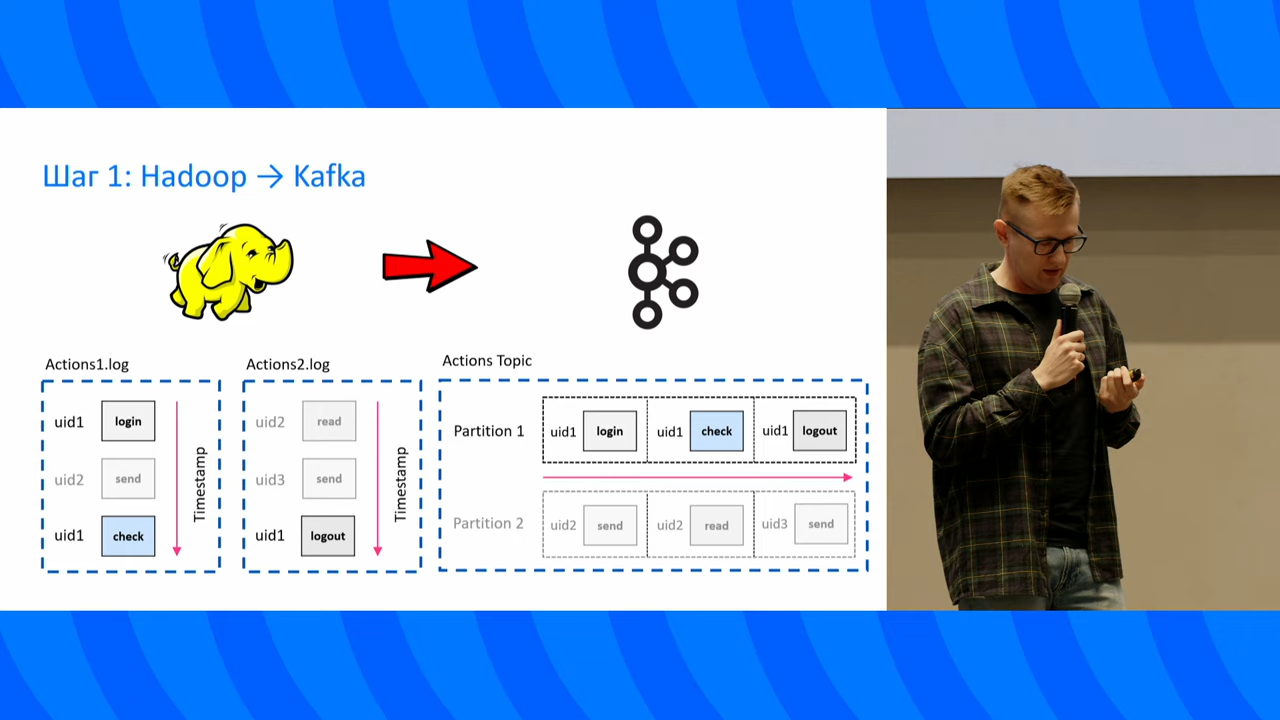 Шаг 1: Hadoop → Kafka
Actions1.log
uid1 login
uid2 send
uid1 check
Timestamp
Actions2.log
uid2 read
uid3 send
uid1 logout
Timestamp
Actions Topic
Partition 1 uid1 login uid1 check uid1 logout
Partition 2 uid2 send uid2 read uid3 send